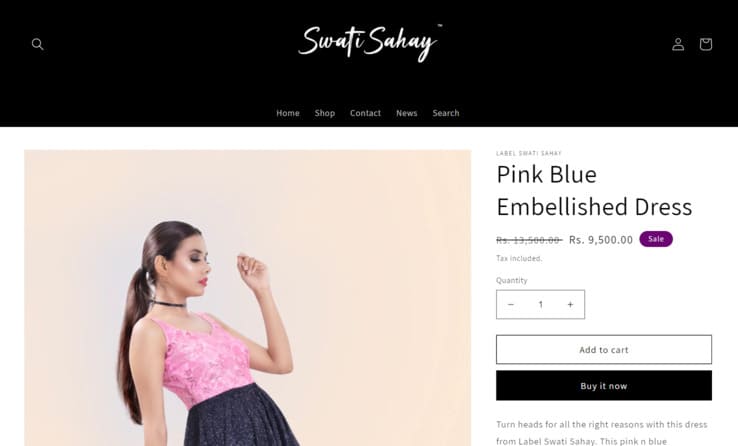 Swati Sahay™
Home Shop Contact News Search
LABEL SWATI SAHAY
Pink Blue
Embellished Dress
Rs. 13,500.00 Rs. 9,500.00 Sale
Tax included.
Quantity
− 1 +
Add to cart
Buy it now
Turn heads for all the right reasons with this dress
from Label Swati Sahay. This pink n blue